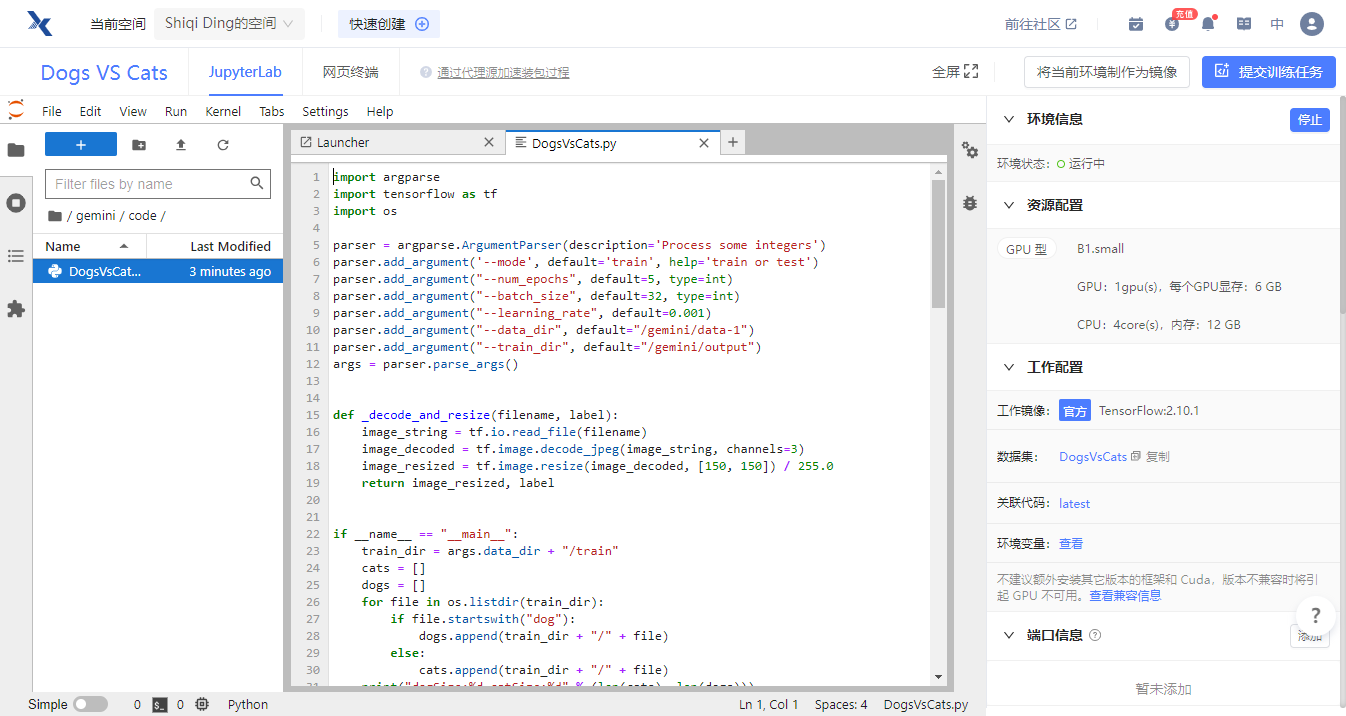 当前空间 Shiqi Ding的空间 快速创建 前往社区 充值 中
Dogs VS Cats JupyterLab 网页终端 通过代理源加速装包过程 全屏 将当前环境制作为镜像 提交训练任务
File Edit View Run Kernel Tabs Settings Help
Filter files by name
/ gemini / code /
Name Last Modified
DogsVsCat... 3 minutes ago
Launcher DogsVsCats.py
1 import argparse
2 import tensorflow as tf
3 import os
4
5 parser = argparse.ArgumentParser(description='Process some integers')
6 parser.add_argument('--mode', default='train', help='train or test')
7 parser.add_argument("--num_epochs", default=5, type=int)
8 parser.add_argument("--batch_size", default=32, type=int)
9 parser.add_argument("--learning_rate", default=0.001)
10 parser.add_argument("--data_dir", default="/gemini/data-1")
11 parser.add_argument("--train_dir", default="/gemini/output")
12 args = parser.parse_args()
13
14
15 def _decode_and_resize(filename, label):
16 image_string = tf.io.read_file(filename)
17 image_decoded = tf.image.decode_jpeg(image_string, channels=3)
18 image_resized = tf.image.resize(image_decoded, [150, 150]) / 255.0
19 return image_resized, label
20
21
22 if __name__ == "__main__":
23 train_dir = args.data_dir + "/train"
24 cats = []
25 dogs = []
26 for file in os.listdir(train_dir):
27 if file.startswith("dog"):
28 dogs.append(train_dir + "/" + file)
29 else:
30 cats.append(train_dir + "/" + file)
环境信息 停止
环境状态： 运行中
资源配置
GPU 型 B1.small
GPU：1gpu(s)，每个GPU显存：6 GB
CPU：4core(s)，内存：12 GB
工作配置
工作镜像： 官方 TensorFlow:2.10.1
数据集： DogsVsCats 复制
关联代码： latest
环境变量： 查看
不建议额外安装其它版本的框架和 Cuda，版本不兼容时将引
起 GPU 不可用。查看兼容信息
端口信息 ? 添加
暂未添加
Simple 0 0 Python Ln 1, Col 1 Spaces: 4 DogsVsCats.py